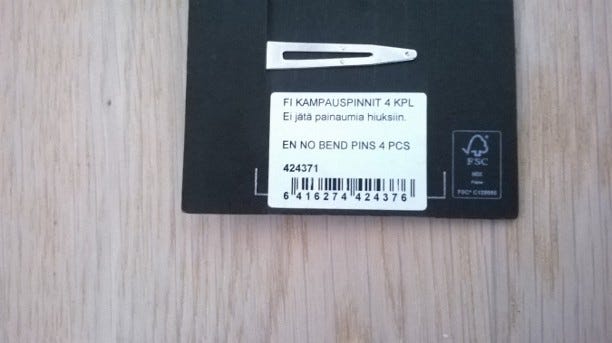 FI KAMPAUSPINNIT 4 KPL
Ei jätä painaumia hiuksiin.
EN NO BEND PINS 4 PCS
424371
6 416274 424376
FSC